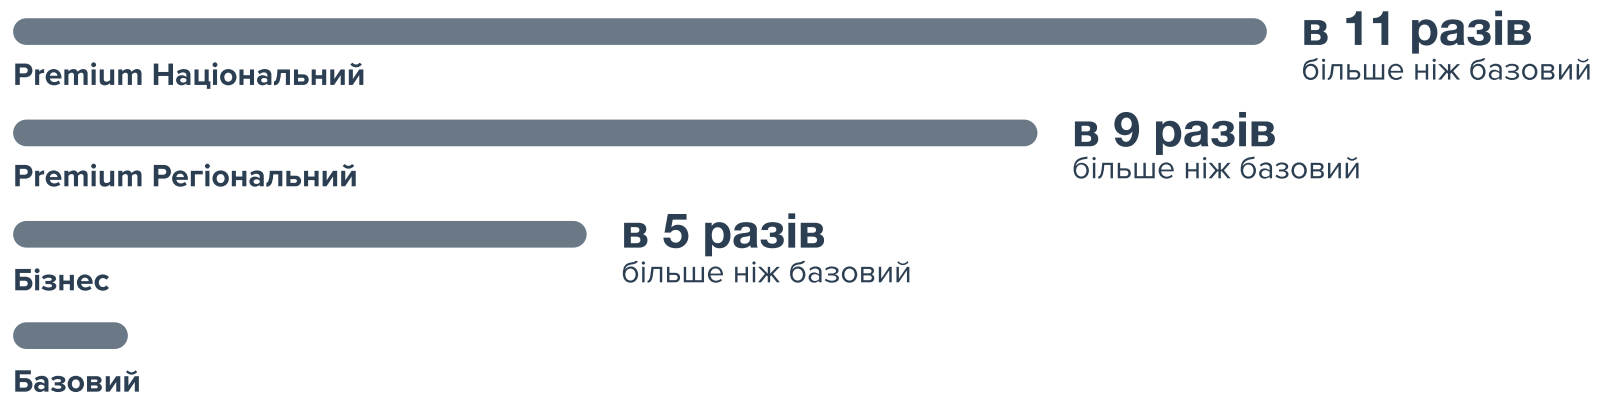 в 11 разів
більше ніж базовий
Premium Національний
в 9 разів
більше ніж базовий
Premium Регіональний
в 5 разів
більше ніж базовий
Бізнес
Базовий